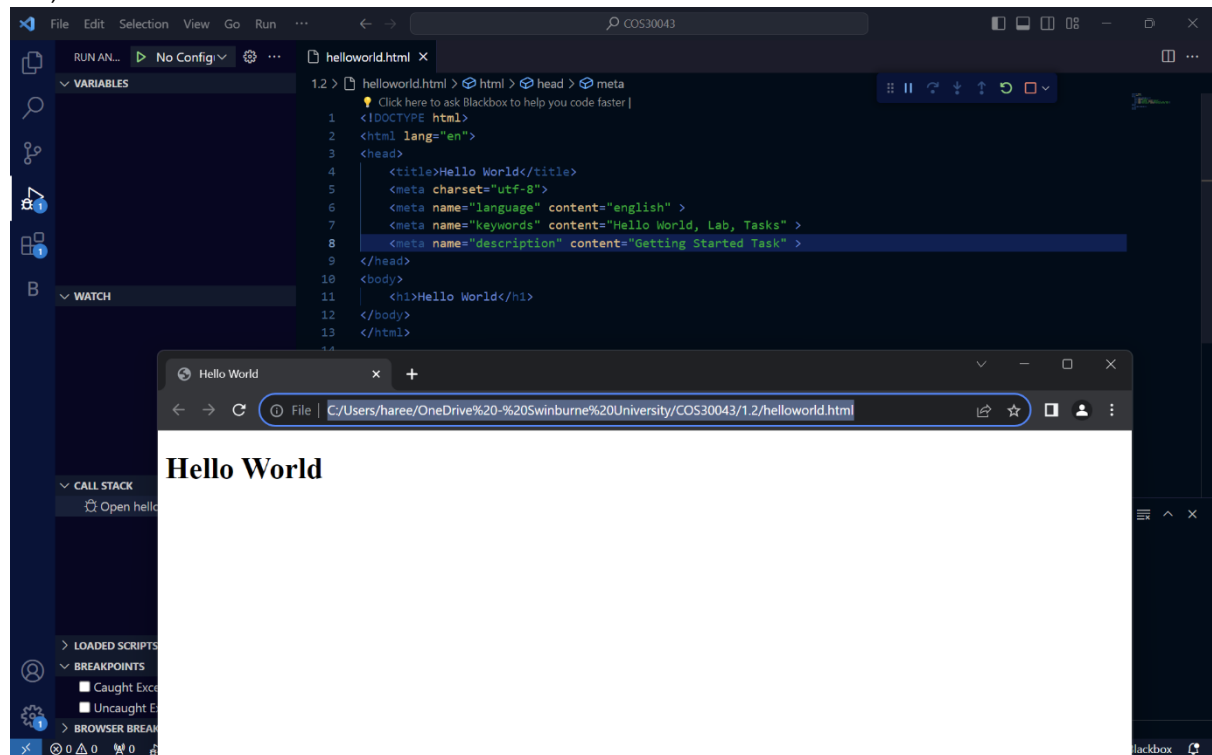 File Edit Selection View Go Run ··· COS30043
RUN AN... No Configu ···
helloworld.html
VARIABLES
1.2 > helloworld.html > html > head > meta
Click here to ask Blackbox to help you code faster |
1 <!DOCTYPE html>
2 <html lang="en">
3 <head>
4 <title>Hello World</title>
5 <meta charset="utf-8">
6 <meta name="language" content="english" >
7 <meta name="keywords" content="Hello World, Lab, Tasks" >
8 <meta name="description" content="Getting Started Task" >
9 </head>
10 <body>
11 <h1>Hello World</h1>
12 </body>
13 </html>
14
B
WATCH
Hello World
File | C:/Users/haree/OneDrive%20-%20Swinburne%20University/COS30043/1.2/helloworld.html
Hello World
CALL STACK
Open hello
LOADED SCRIPTS
BREAKPOINTS
Caught Exce
Uncaught E
BROWSER BREAK
0 0 0
lackbox